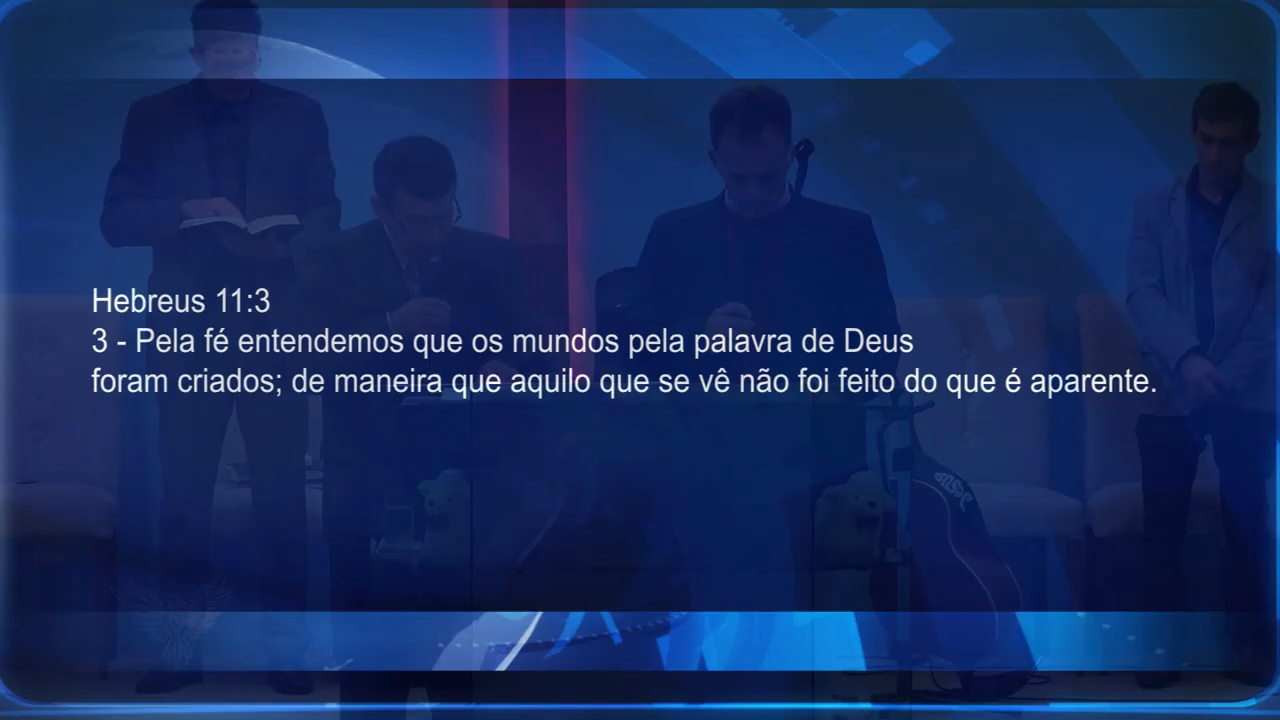 Hebreus 11:3
3 - Pela fé entendemos que os mundos pela palavra de Deus
foram criados; de maneira que aquilo que se vê não foi feito do que é aparente.